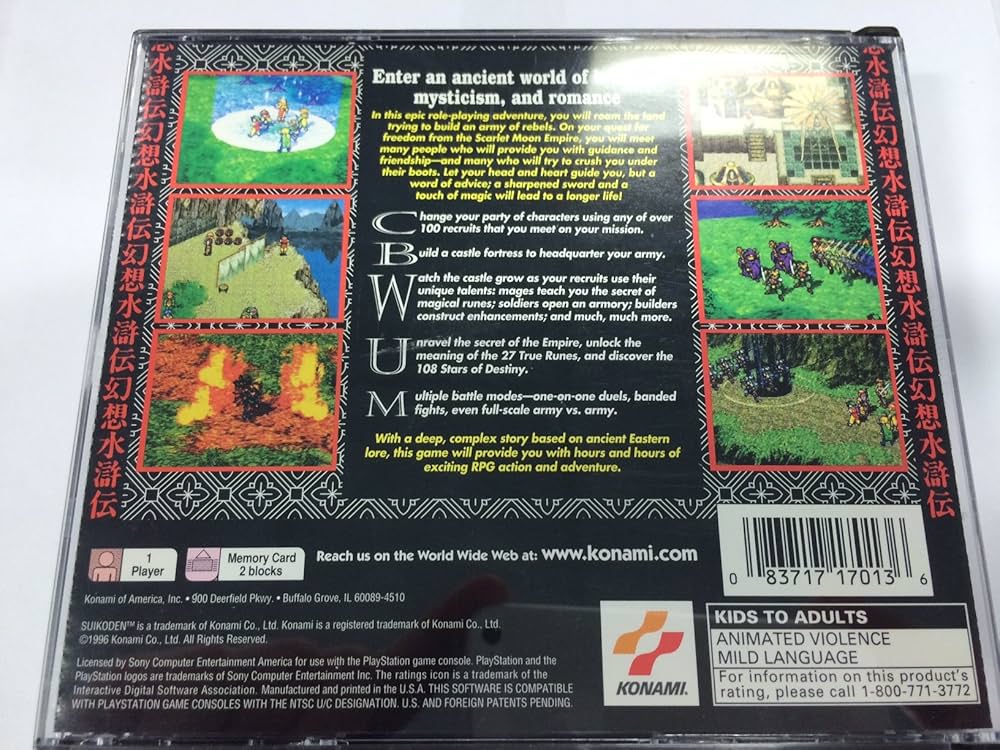 幻想水滸伝幻想水滸伝幻想水滸伝
水滸伝幻想水滸伝幻想水滸伝
Enter an ancient world of
mysticism, and romance
In this epic role-playing adventure, you will roam the land
trying to build an army of rebels. On your quest for
freedom from the Scarlet Moon Empire, you will meet
many people who will provide you with guidance and
friendship—and many who will try to crush you under
their boots. Let your head and heart guide you, but a
word of advice; a sharpened sword and a
touch of magic will lead to a longer life!
Change your party of characters using any of over
100 recruits that you meet on your mission.
Build a castle fortress to headquarter your army.
Watch the castle grow as your recruits use their
unique talents: mages teach you the secret of
magical runes; soldiers open an armory; builders
construct enhancements; and much, much more.
Unravel the secret of the Empire, unlock the
meaning of the 27 True Runes, and discover the
108 Stars of Destiny.
Multiple battle modes—one-on-one duels, banded
fights, even full-scale army vs. army.
With a deep, complex story based on ancient Eastern
lore, this game will provide you with hours and hours of
exciting RPG action and adventure.
1
Player
Memory Card
2 blocks
Reach us on the World Wide Web at: www.konami.com
0 83717 17013 6
Konami of America, Inc. • 900 Deerfield Pkwy. • Buffalo Grove, IL 60089-4510
SUIKODEN™ is a trademark of Konami Co., Ltd. Konami is a registered trademark of Konami Co., Ltd.
©1996 Konami Co., Ltd. All Rights Reserved.
Licensed by Sony Computer Entertainment America for use with the PlayStation game console. PlayStation and the
PlayStation logos are trademarks of Sony Computer Entertainment Inc. The ratings icon is a trademark of the
Interactive Digital Software Association. Manufactured and printed in the U.S.A. THIS SOFTWARE IS COMPATIBLE
WITH PLAYSTATION GAME CONSOLES WITH THE NTSC U/C DESIGNATION. U.S. AND FOREIGN PATENTS PENDING.
KONAMI.
KIDS TO ADULTS
ANIMATED VIOLENCE
MILD LANGUAGE
For information on this product's
rating, please call 1-800-771-3772